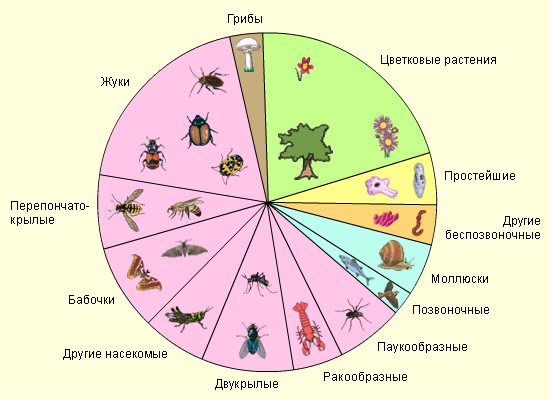 Грибы
Цветковые растения
Жуки
Простейшие
Перепончато-
крылые
Другие
беспозвоночные
Моллюски
Бабочки
Позвоночные
Паукообразные
Другие насекомые
Ракообразные
Двукрылые